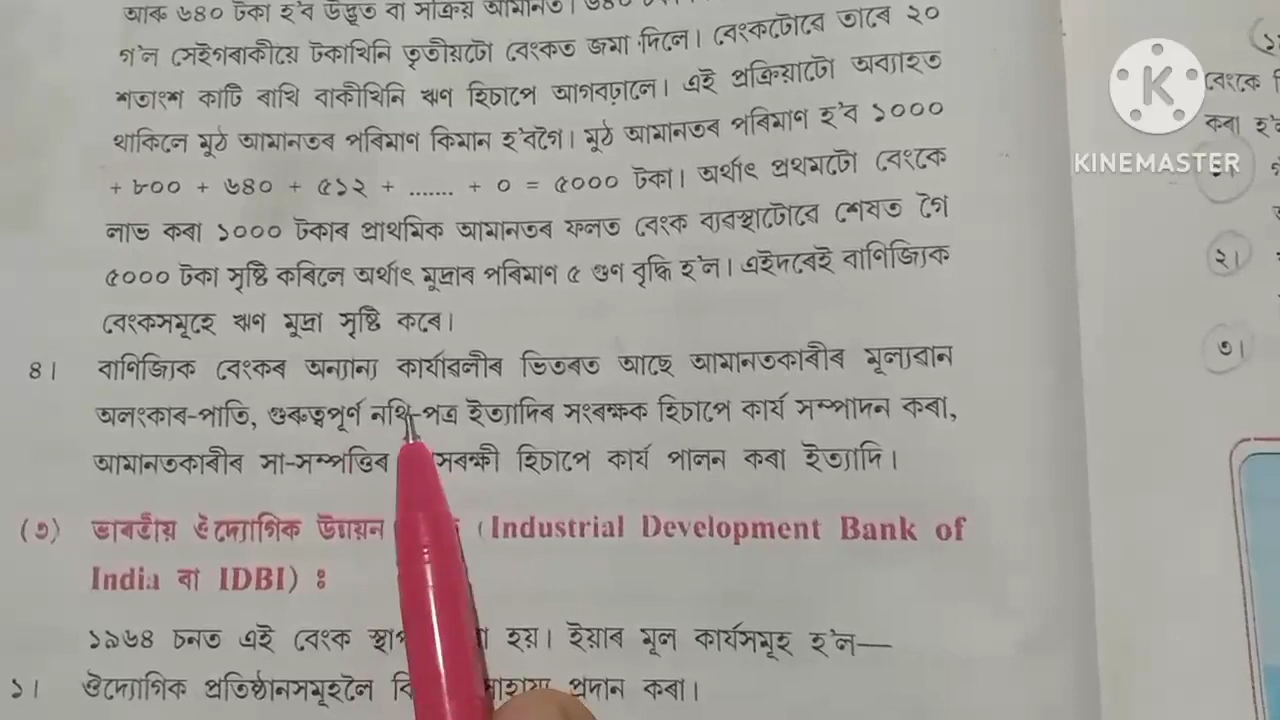 আৰু ৬৪০ টকা হ'ব উদ্ভূত বা সক্ৰিয় আমানত। ৬৪০
গ'ল সেইগৰাকীয়ে টকাখিনি তৃতীয়টো বেংকত জমা দিলে। বেংকটোৱে তাৰে ২০
শতাংশ কাটি ৰাখি বাকীখিনি ঋণ হিচাপে আগবঢ়ালে। এই প্ৰক্ৰিয়াটো অব্যাহত
থাকিলে মুঠ আমানতৰ পৰিমাণ কিমান হ'বগৈ। মুঠ আমানতৰ পৰিমাণ হ'ব ১০০০
+ ৮০০ + ৬৪০ + ৫১২ + ....... + ০ = ৫০০০ টকা। অৰ্থাৎ প্ৰথমটো বেংকে
লাভ কৰা ১০০০ টকাৰ প্ৰাথমিক আমানতৰ ফলত বেংক ব্যৱস্থাটোৱে শেষত গৈ
৫০০০ টকা সৃষ্টি কৰিলে অৰ্থাৎ মুদ্ৰাৰ পৰিমাণ ৫ গুণ বৃদ্ধি হ'ল। এইদৰেই বাণিজ্যিক
বেংকসমূহে ঋণ মুদ্ৰা সৃষ্টি কৰে।
৪। বাণিজ্যিক বেংকৰ অন্যান্য কাৰ্যাৱলীৰ ভিতৰত আছে আমানতকাৰীৰ মূল্যৱান
অলংকাৰ-পাতি, গুৰুত্বপূৰ্ণ নথি-পত্ৰ ইত্যাদিৰ সংৰক্ষক হিচাপে কাৰ্য সম্পাদন কৰা,
আমানতকাৰীৰ সা-সম্পত্তিৰ হিচাপে কাৰ্য পালন কৰা ইত্যাদি।
(৩) ভাৰতীয় ঔদ্যোগিক উন্নয়ন (Industrial Development Bank of
India বা IDBI) :
১৯৬৪ চনত এই বেংক হয়। ইয়াৰ মূল কাৰ্যসমূহ হ'ল—
১। ঔদ্যোগিক প্ৰতিষ্ঠানসমূহলৈ প্ৰদান কৰা।
K
KINEMASTER
বেংকে
কৰা হ'
২।
৩।